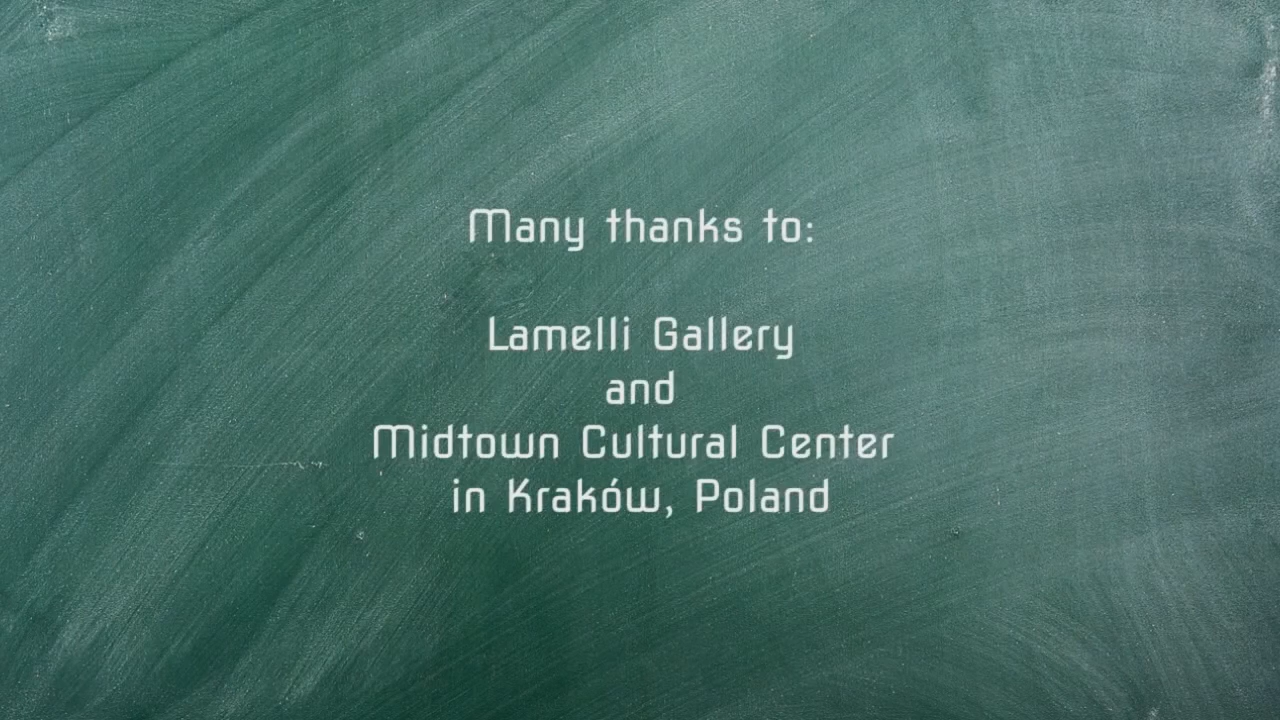 Many thanks to:
Lamelli Gallery
and
Midtown Cultural Center
in Kraków, Poland